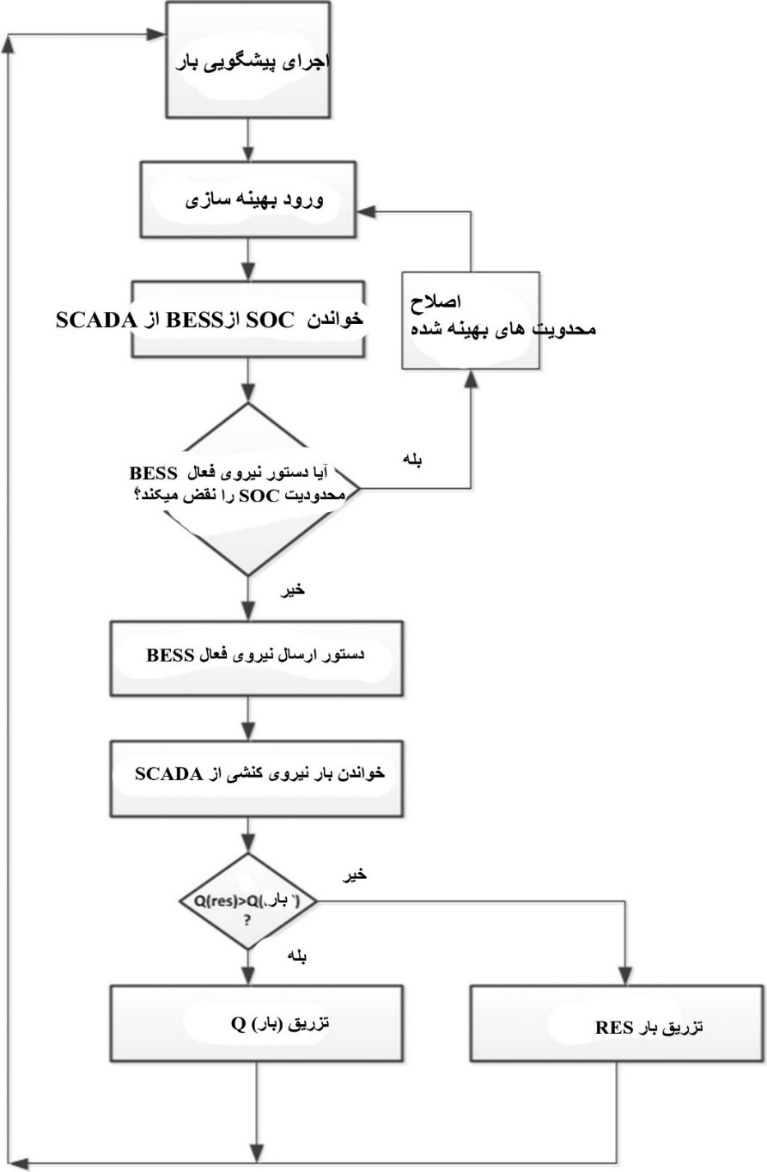 اجرای پیشگویی بار
ورود بهینه سازی
خواندن SOC ازBESS از SCADA
اصلاح
محدویت های بهینه شده
آیا دستور نیروی فعال BESS
محدودیت SOC را نقض میکند؟
بله
خیر
دستور ارسال نیروی فعال BESS
خواندن بار نیروی کنشی از SCADA
Q(res)>Q(بار)
?
خیر
بله
تزریق (بار) Q
تزریق بار RES